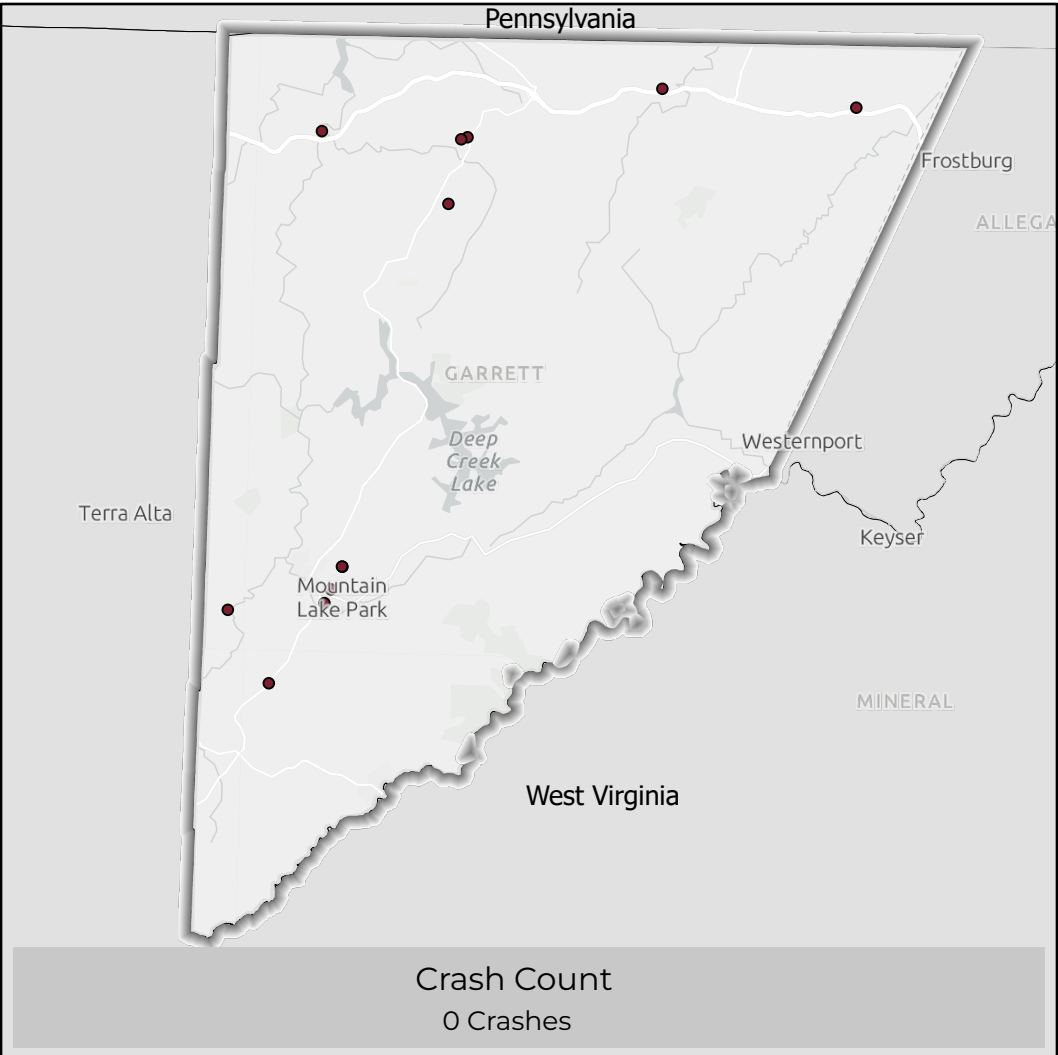 Pennsylvania
Frostburg
ALLEGA
GARRETT
Deep
Creek
Lake
Westernport
Terra Alta
Keyser
Mountain
Lake Park
MINERAL
West Virginia
Crash Count
0 Crashes